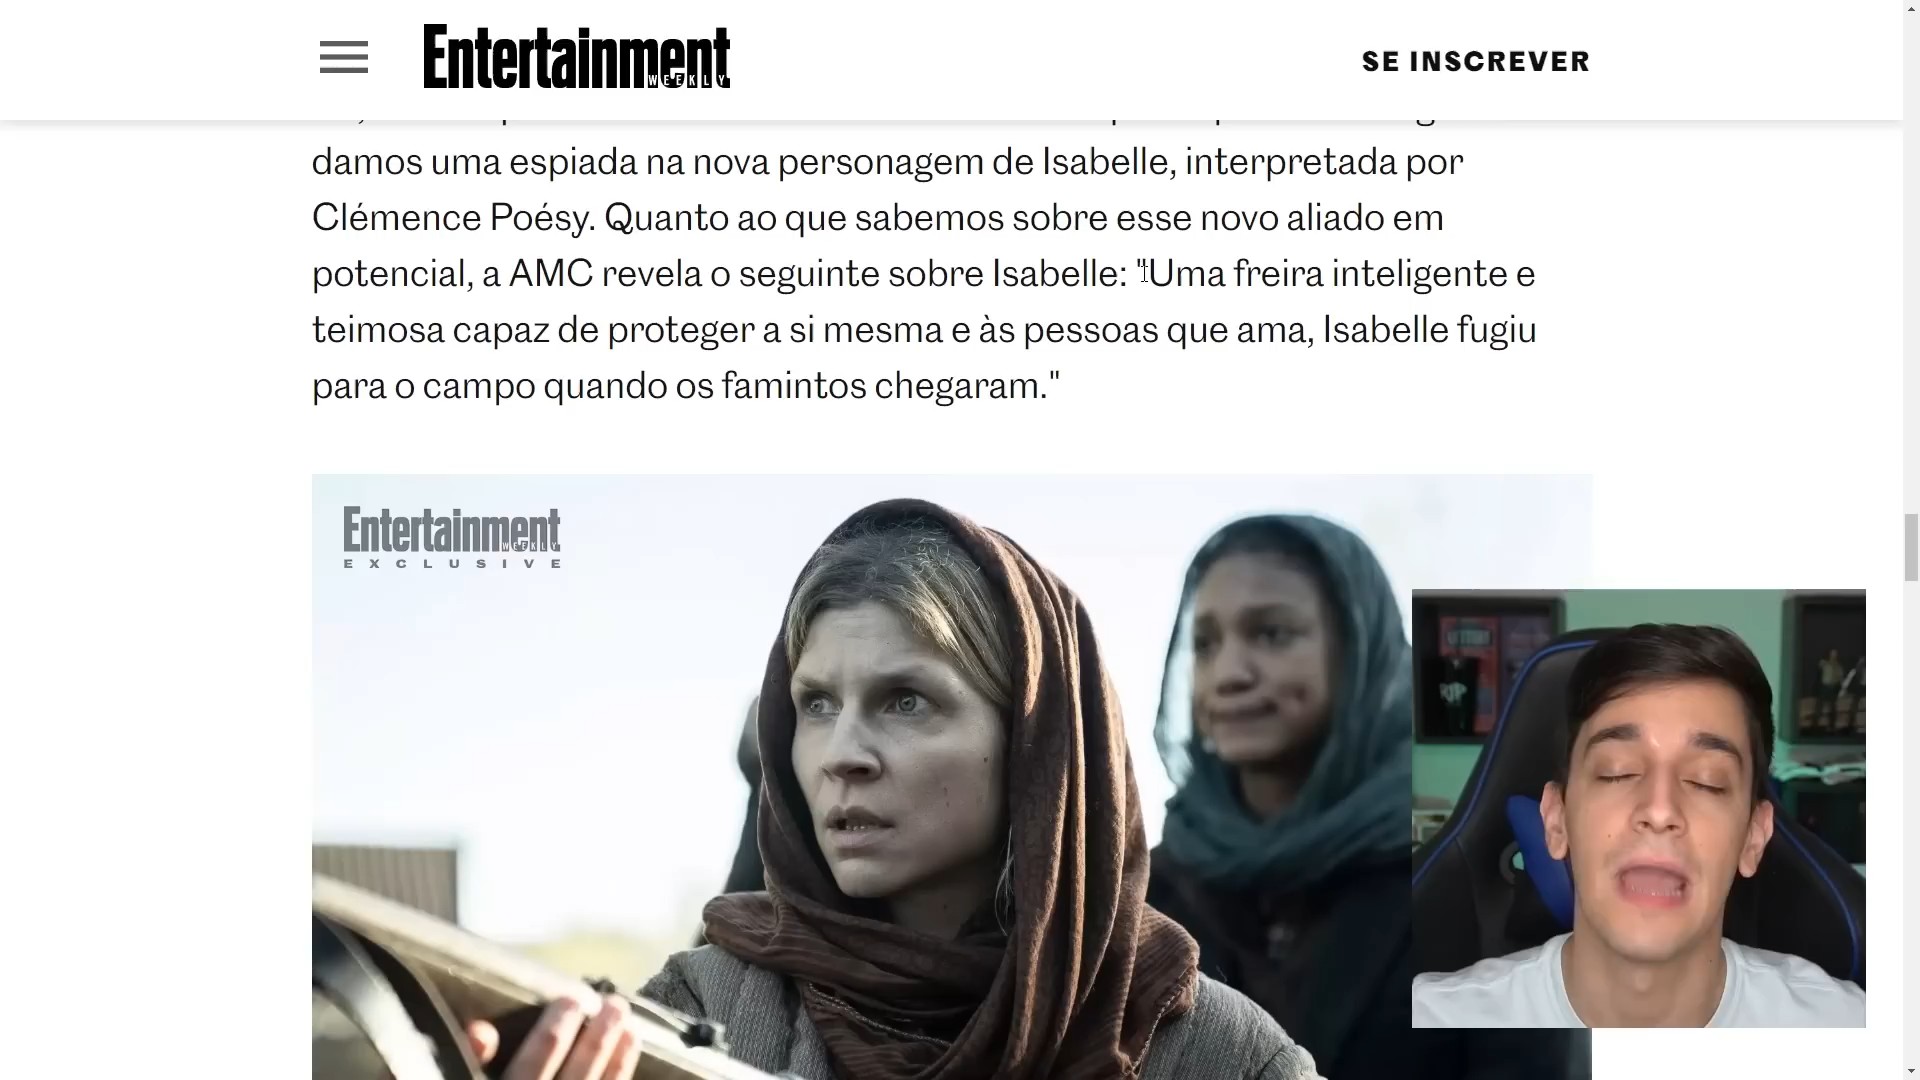 Entertainment
WEEKLY
SE INSCREVER
damos uma espiada na nova personagem de Isabelle, interpretada por
Clémence Poésy. Quanto ao que sabemos sobre esse novo aliado em
potencial, a AMC revela o seguinte sobre Isabelle: "Uma freira inteligente e
teimosa capaz de proteger a si mesma e às pessoas que ama, Isabelle fugiu
para o campo quando os famintos chegaram."
Entertainment
WEEKLY
EXCLUSIVE
RIP